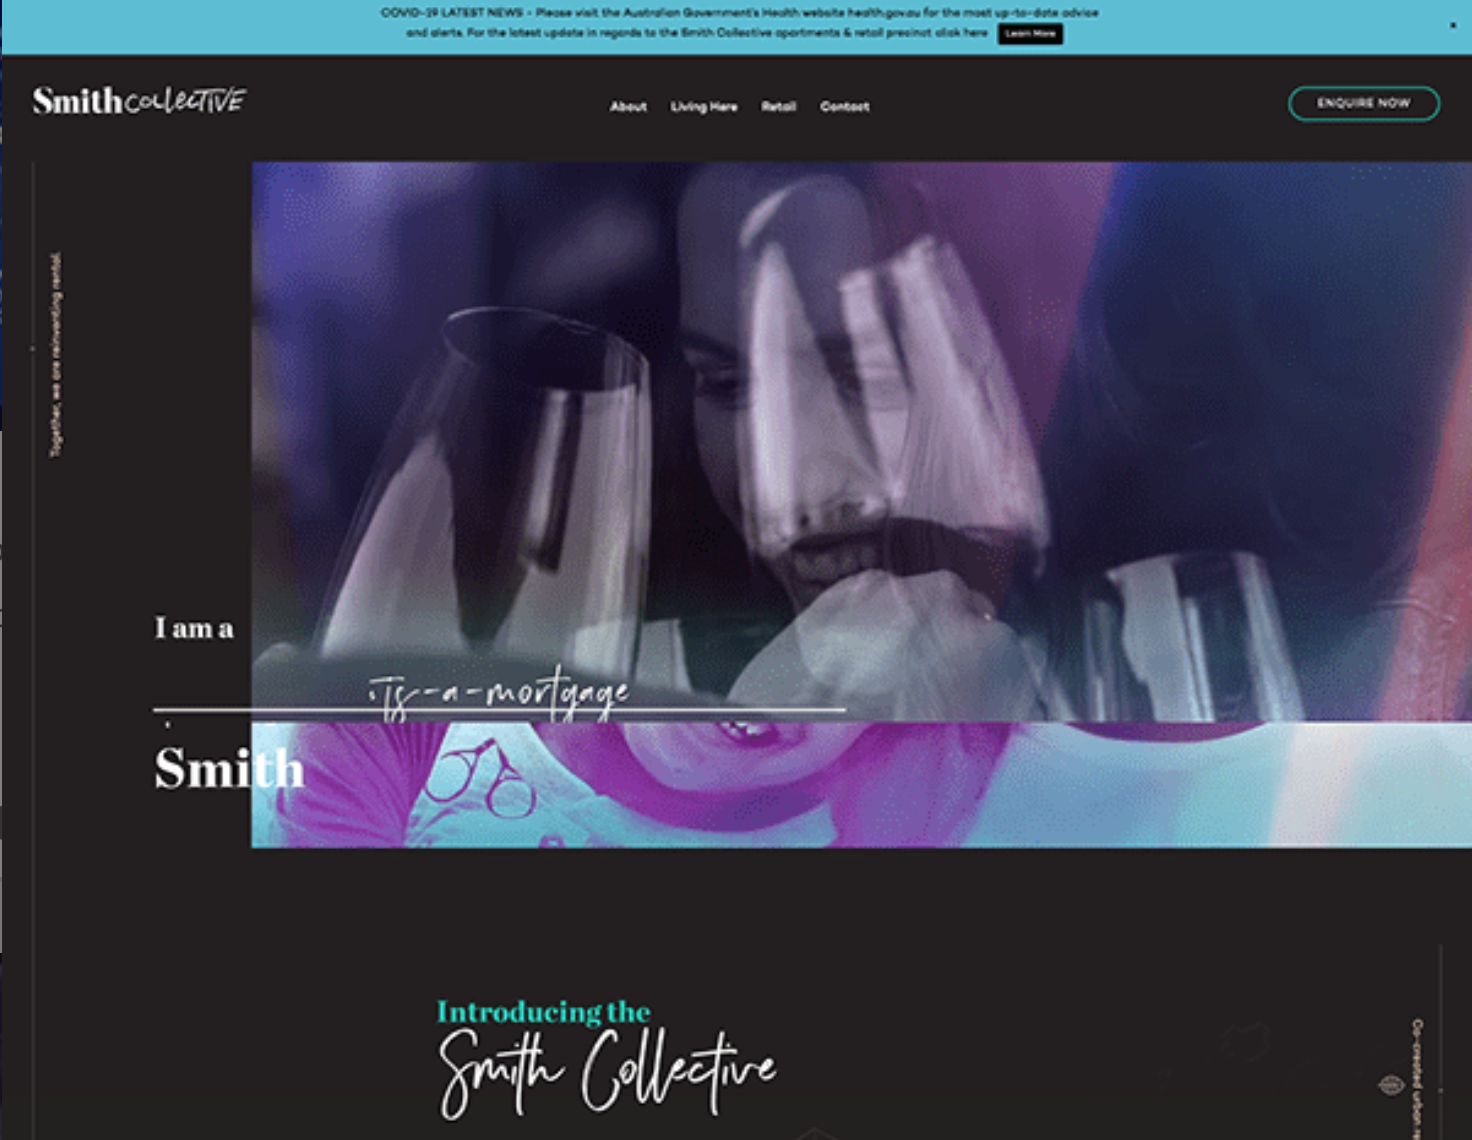 COVID-19 LATEST NEWS - Please visit the Australian Government's Health website health.gov.au for the most up-to-date advice
and alerts. For the latest update in regards to the Smith Collective apartments & retail precinct click here Learn More
Smith COLLECTIVE
About Living Here Retail Contact
ENQUIRE NOW
Together, we are reinventing rental.
I am a
its-a-mortgage
Smith
Introducing the
Smith Collective
Co-created urban